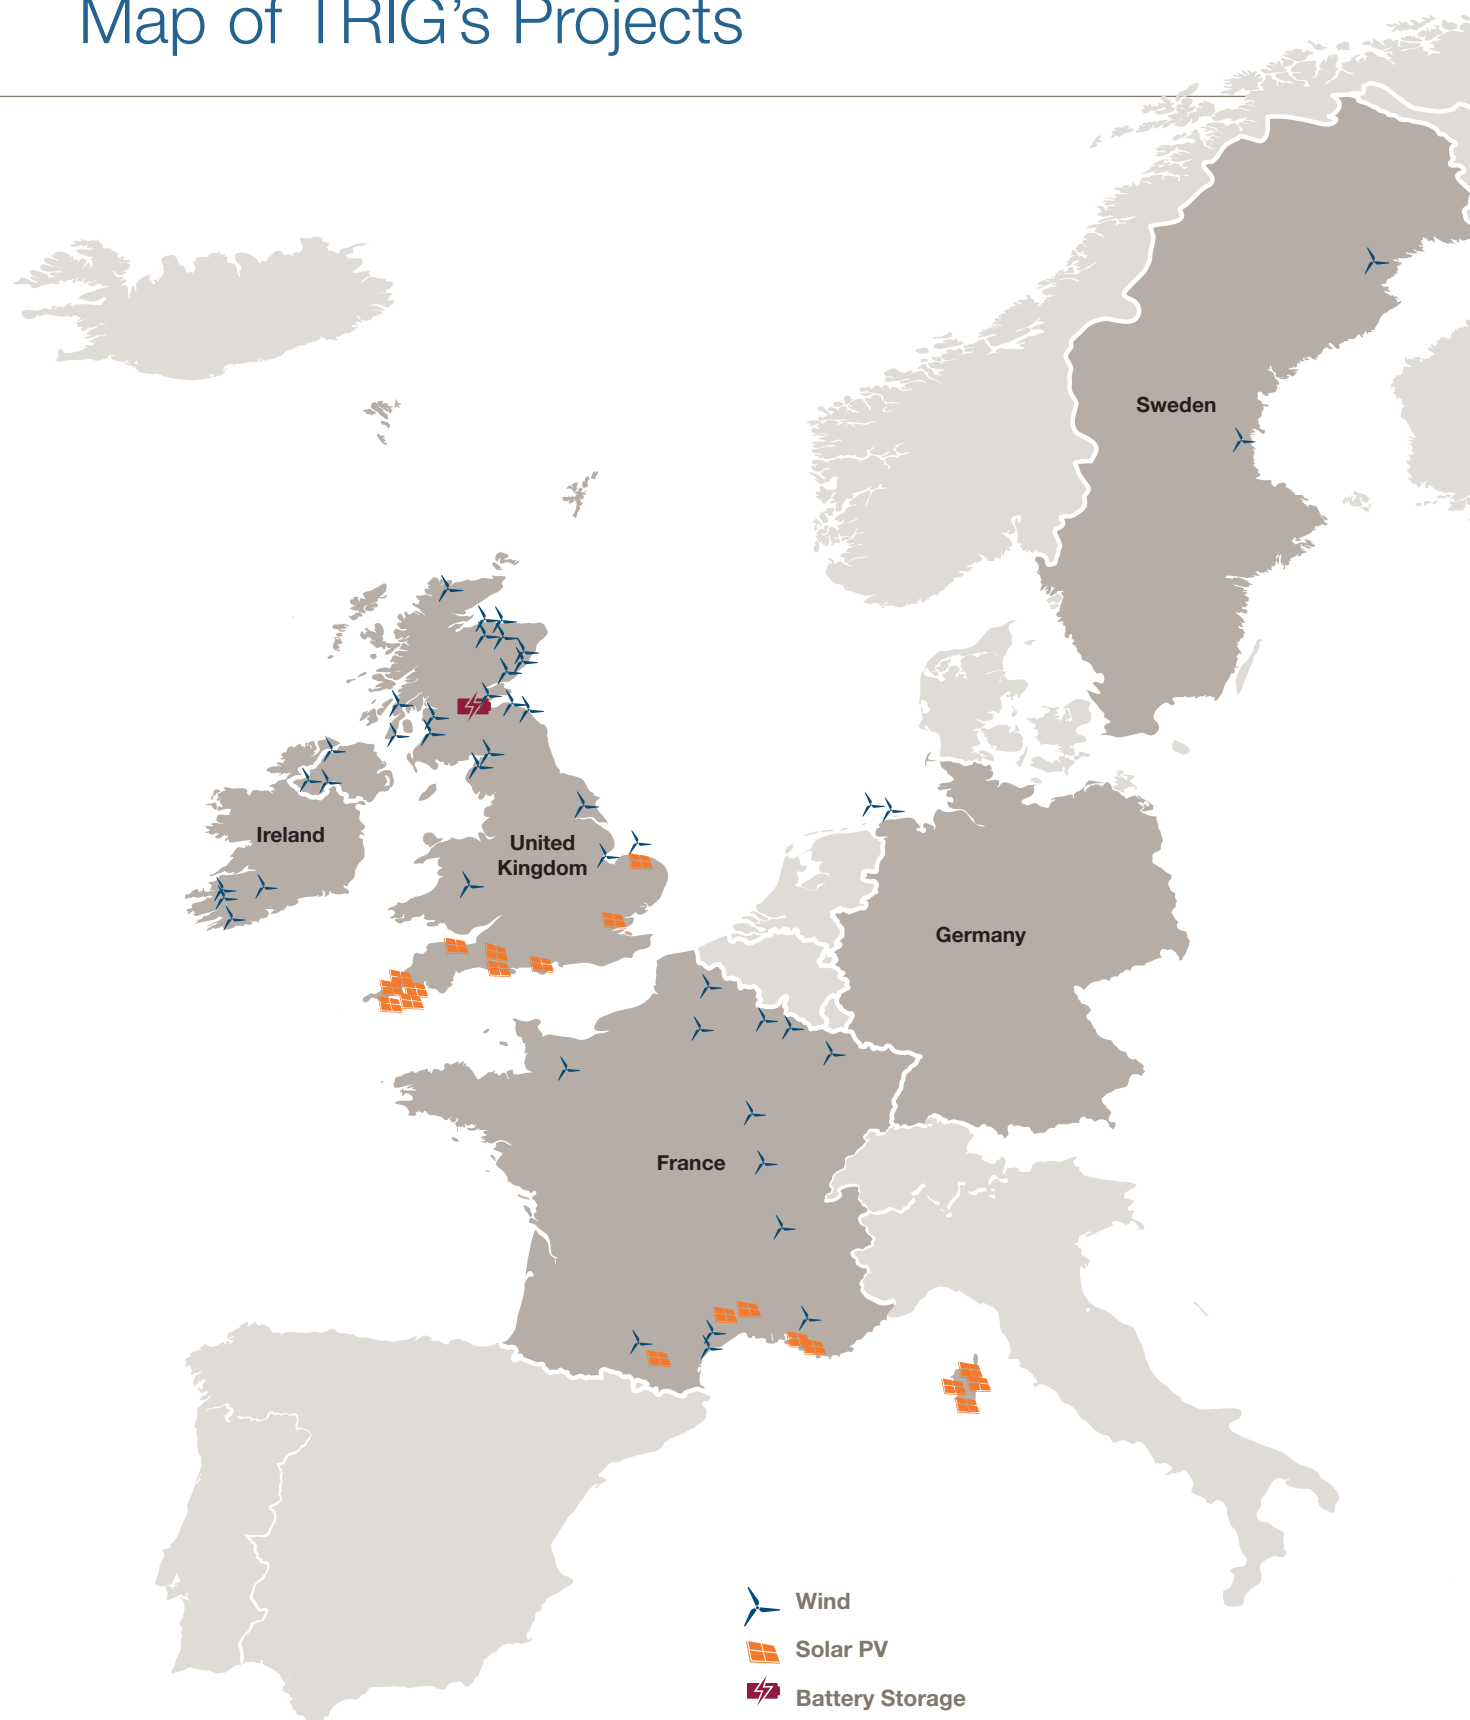 Map of TRIG's Projects
Sweden
Ireland
United
Kingdom
Germany
France
Wind
Solar PV
Battery Storage